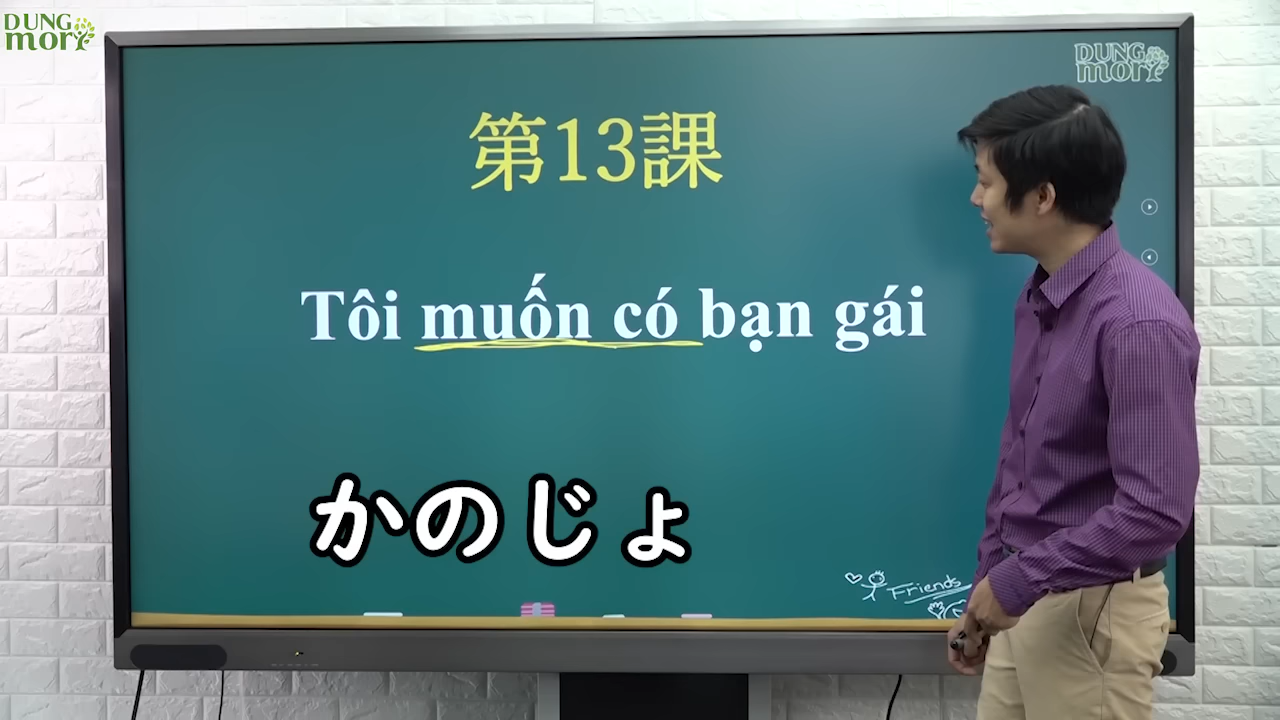 DUNG
mori
DUNG
mori
第13課
Tôi muốn có bạn gái
かのじょ
Friends